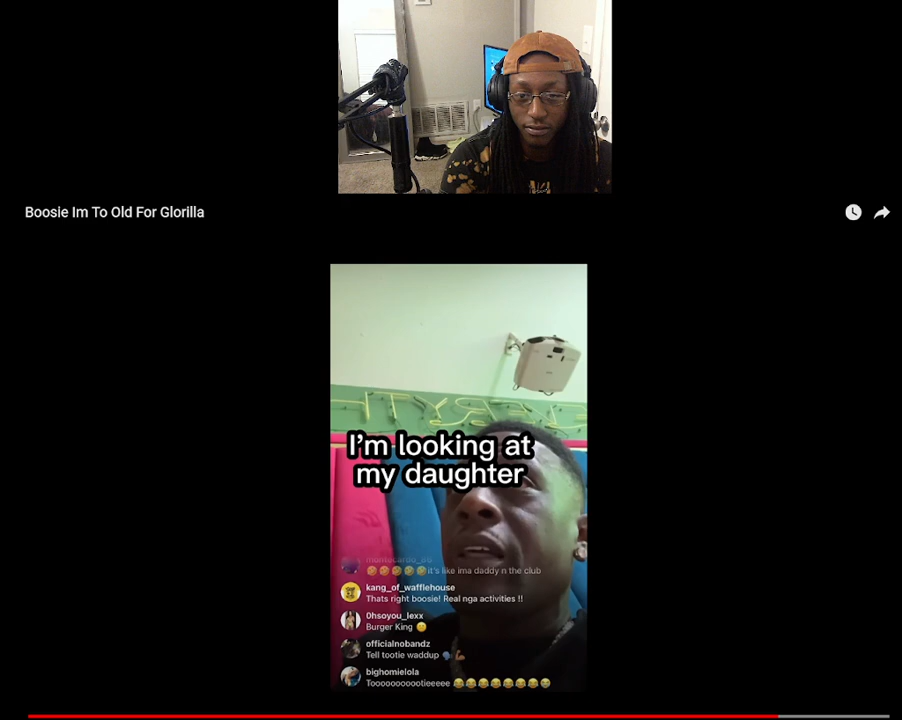 Boosie Im To Old For Glorilla
I'm looking at
my daughter
🤣🤣🤣🤣🤣it's like ima daddy n the club
kang_of_wafflehouse
Thats right boosie! Real nga activities !!
0hsoyou_lexx
Burger King
officialnobandz
Tell tootie waddup 🗣💪🏾
bighomielola
Toooooooooootieeeee 😂😂😂😂😂😂😂😭